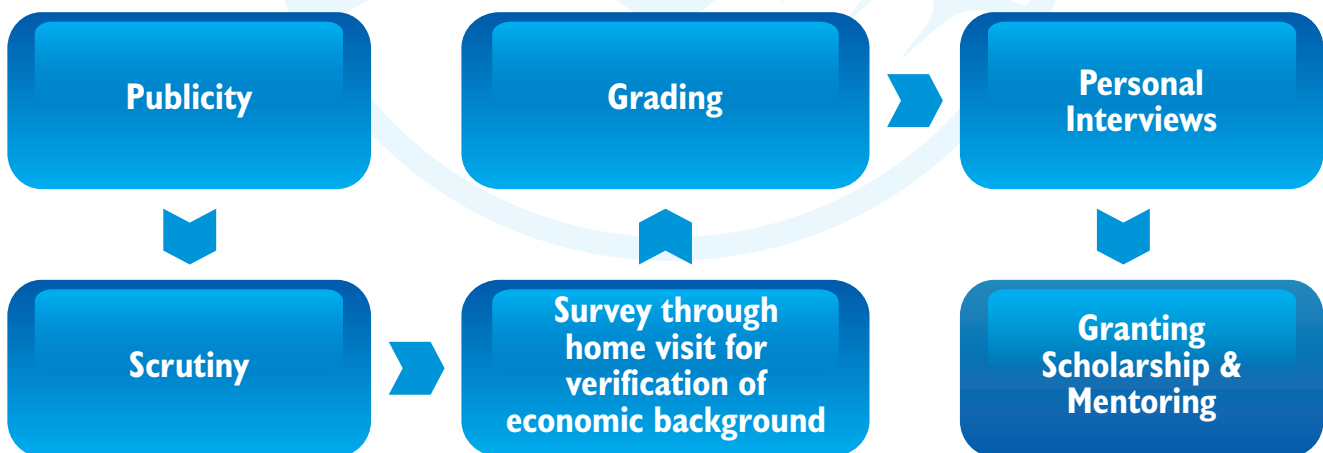 Publicity
Scrutiny
Survey through
home visit for
verification of
economic background
Grading
Personal
Interviews
Granting
Scholarship &
Mentoring